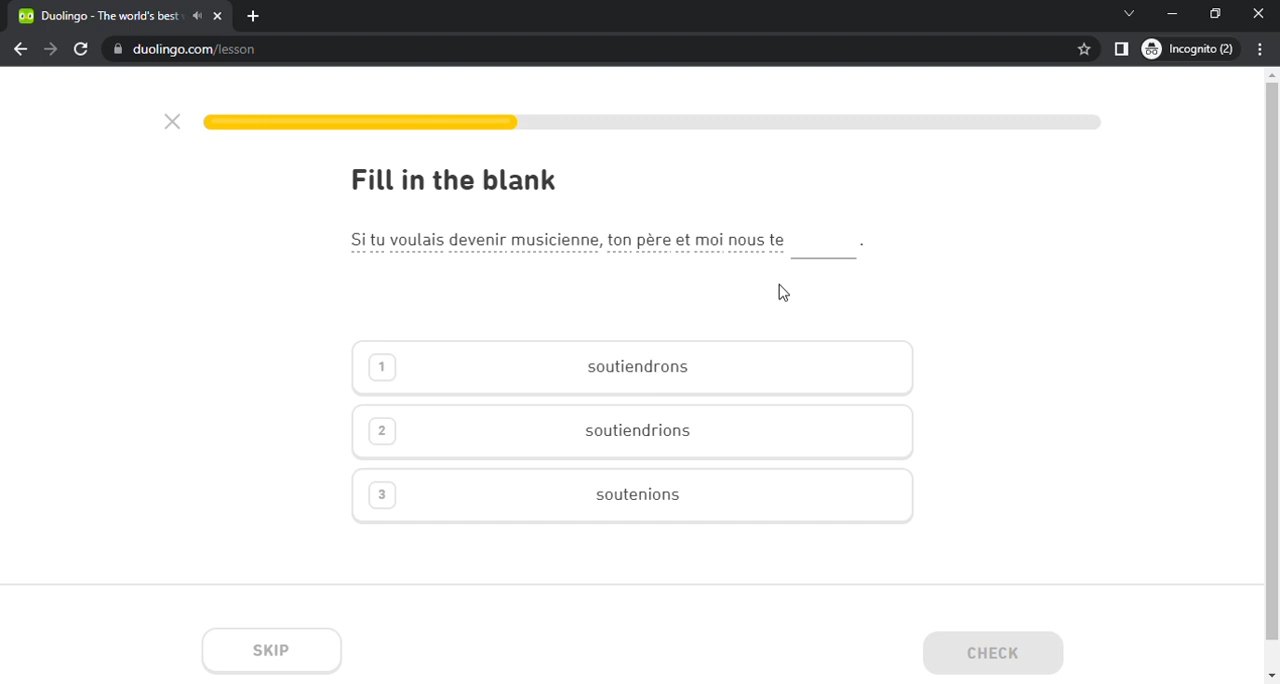 Duolingo - The world's best
duolingo.com/lesson
Incognito (2)
Fill in the blank
Si tu voulais devenir musicienne, ton père et moi nous te ______ .
1 soutiendrons
2 soutiendrions
3 soutenions
SKIP
CHECK